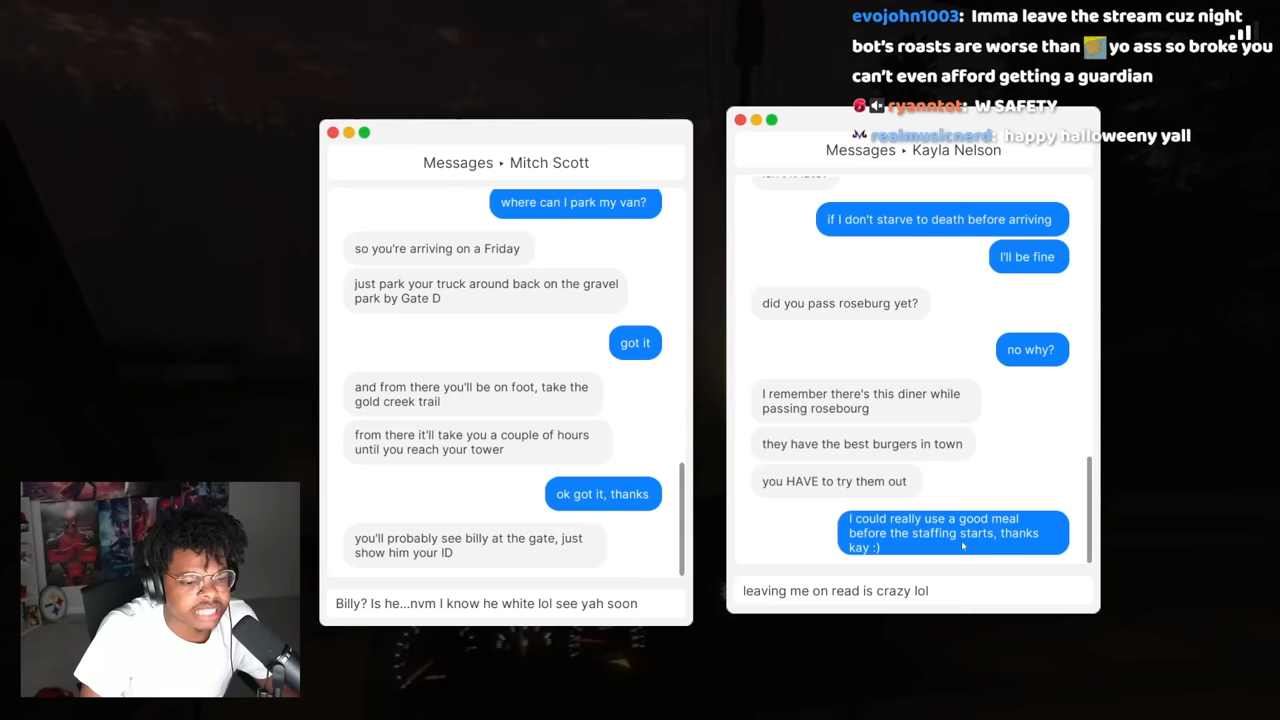 evojohn1003: Imma leave the stream cuz night
bot's roasts are worse than yo ass so broke you
can't even afford getting a guardian
ryanntot: W SAFETY
realmusicnerd: happy halloweeny yall
Messages ▸ Mitch Scott
where can I park my van?
so you're arriving on a Friday
just park your truck around back on the gravel
park by Gate D
got it
and from there you'll be on foot, take the
gold creek trail
from there it'll take you a couple of hours
until you reach your tower
ok got it, thanks
you'll probably see billy at the gate, just
show him your ID
Billy? Is he...nvm I know he white lol see yah soon
Messages ▸ Kayla Nelson
if I don't starve to death before arriving
I'll be fine
did you pass roseburg yet?
no why?
I remember there's this diner while
passing rosebourg
they have the best burgers in town
you HAVE to try them out
I could really use a good meal
before the staffing starts, thanks
kay :)
leaving me on read is crazy lol